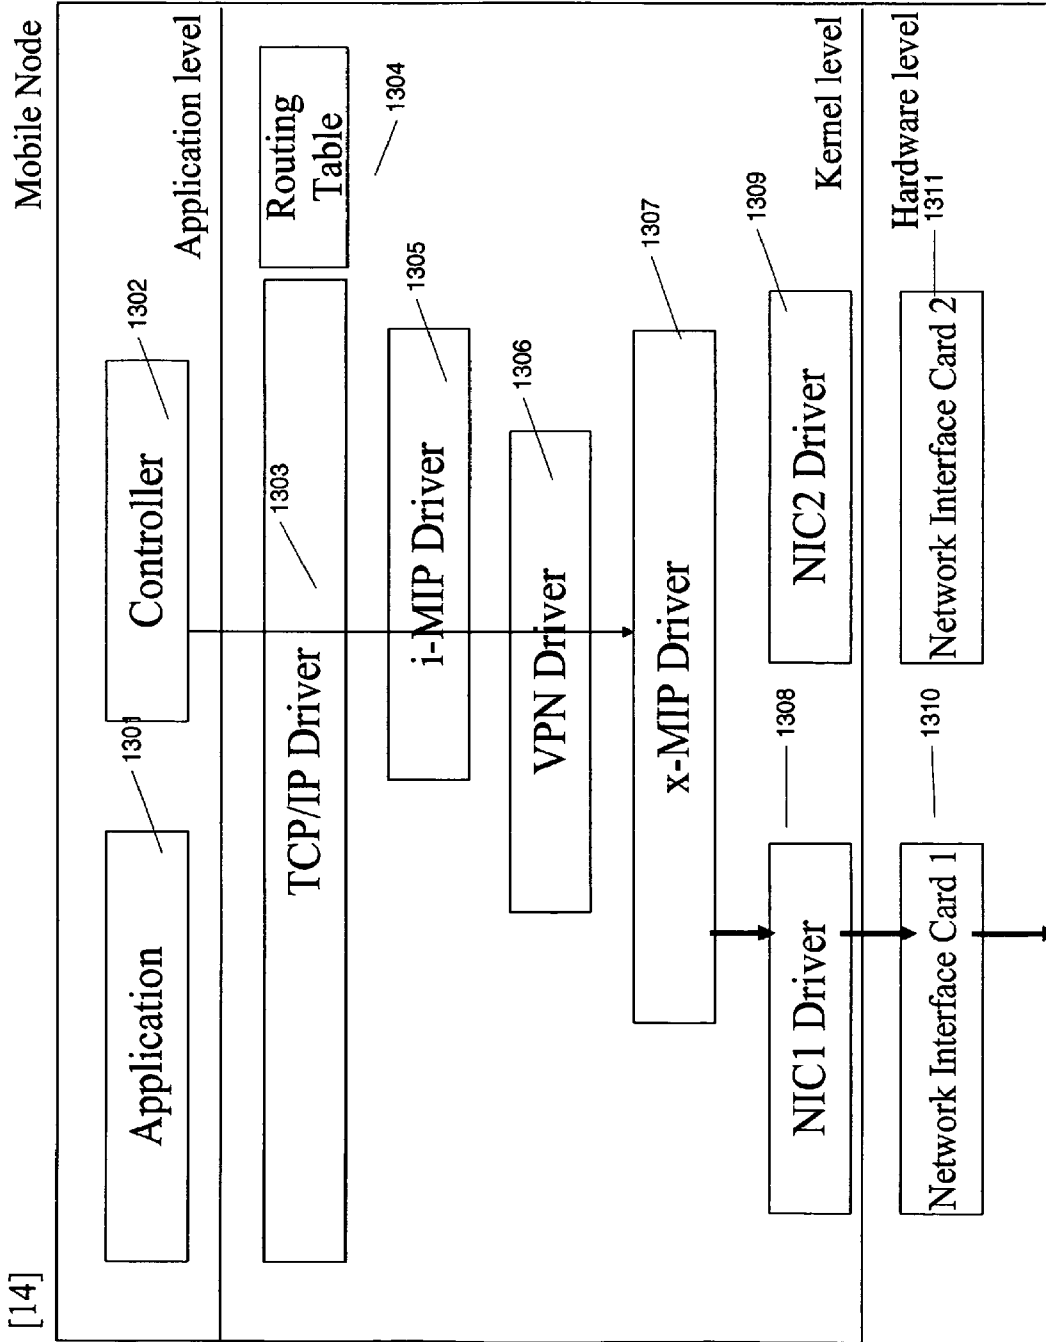 [14]
Mobile Node
Application level
Application
1301
Controller
1302
TCP/IP Driver
1303
Routing
Table
1304
i-MIP Driver
1305
VPN Driver
1306
x-MIP Driver
1307
NIC1 Driver
1308
NIC2 Driver
1309
Kernel level
Hardware level
Network Interface Card 1
1310
Network Interface Card 2
1311